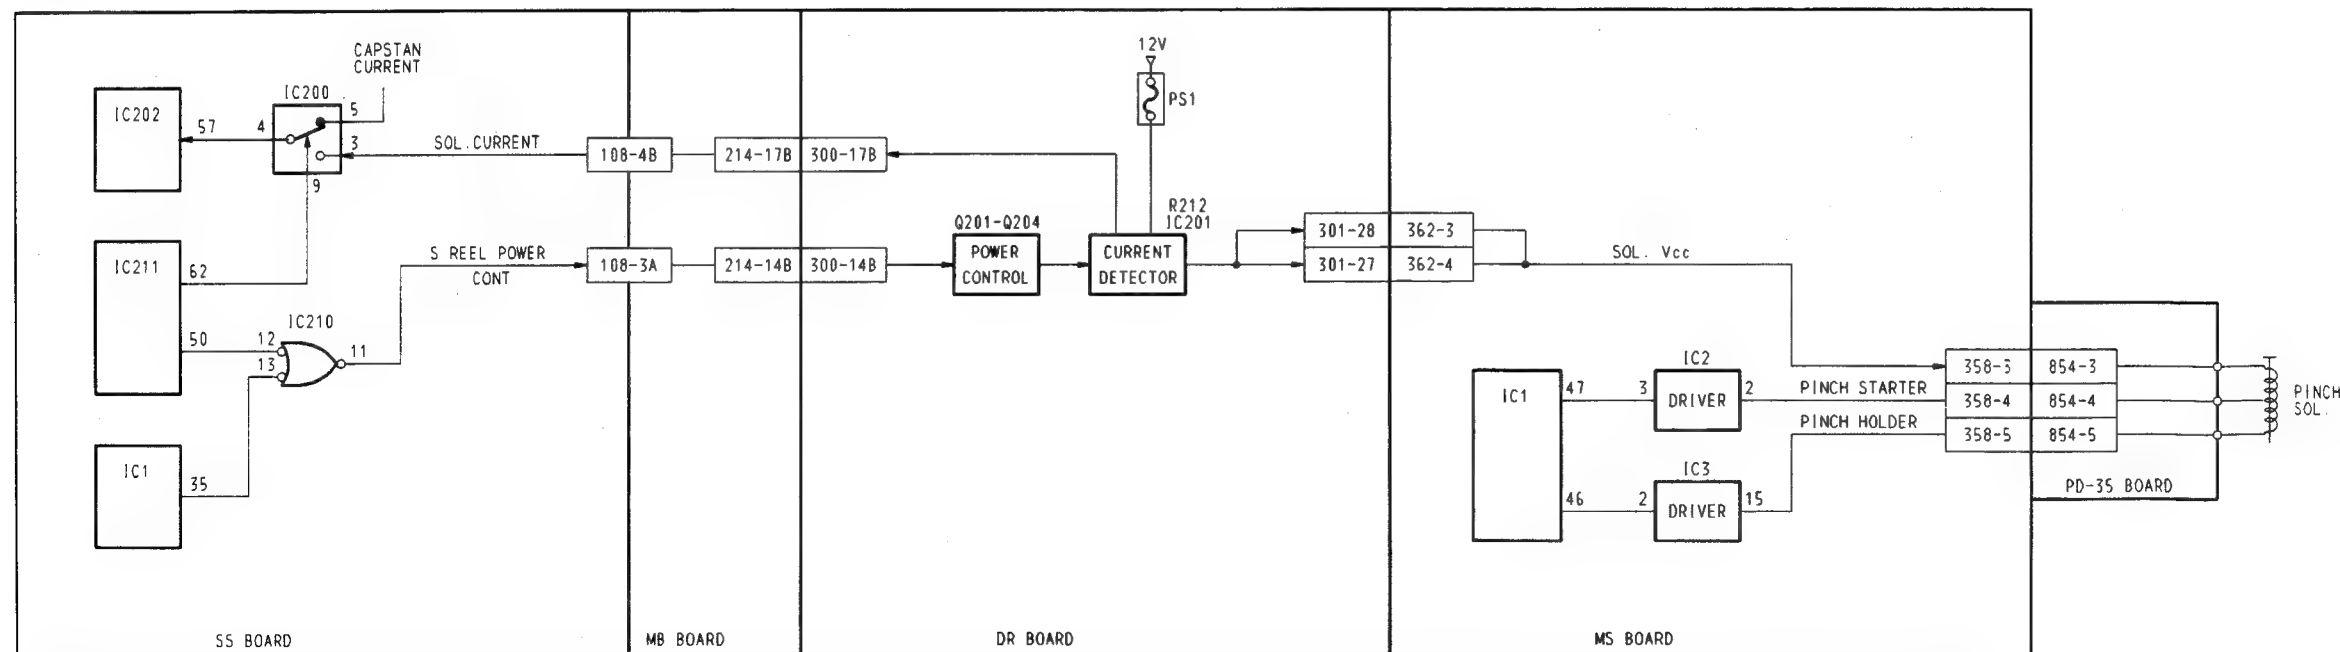 CAPSTAN
CURRENT
12V
IC202
IC200
PS1
57
4
5
3
9
SOL.CURRENT
108-4B
214-17B
300-17B
R212
IC201
Q201-Q204
POWER
CONTROL
CURRENT
DETECTOR
301-28
362-3
301-27
362-4
SOL. Vcc
IC211
62
50
S REEL POWER
CONT
108-3A
214-14B
300-14B
IC210
12
13
11
IC1
35
IC1
47
46
3
IC2
DRIVER
2
PINCH STARTER
PINCH HOLDER
2
IC3
DRIVER
15
358-3
854-3
358-4
854-4
358-5
854-5
PINCH
SOL.
PD-35 BOARD
SS BOARD
MB BOARD
DR BOARD
MS BOARD